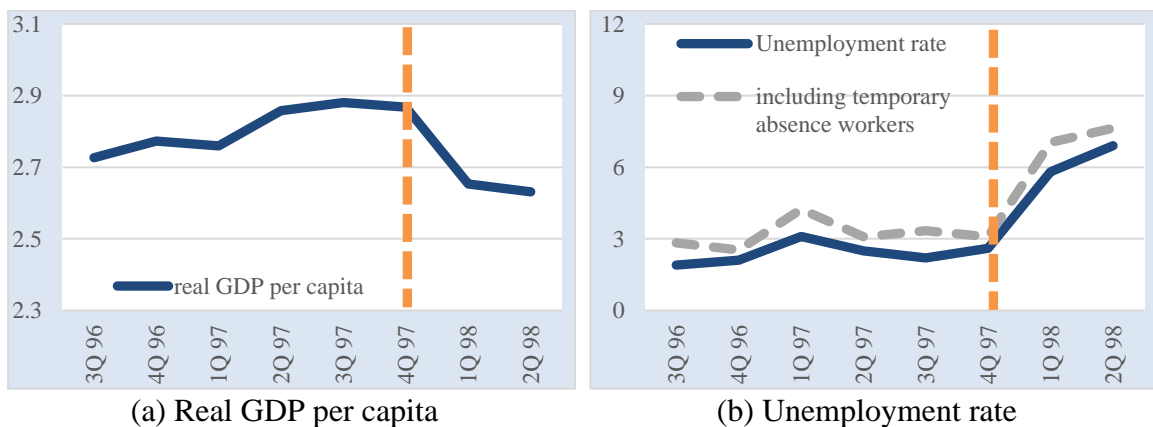 3.1
2.9
2.7
2.5
2.3
real GDP per capita
3Q 96
4Q 96
1Q 97
2Q 97
3Q 97
4Q 97
1Q 98
2Q 98
(a) Real GDP per capita
12
9
6
3
0
Unemployment rate
including temporary
absence workers
3Q 96
4Q 96
1Q 97
2Q 97
3Q 97
4Q 97
1Q 98
2Q 98
(b) Unemployment rate